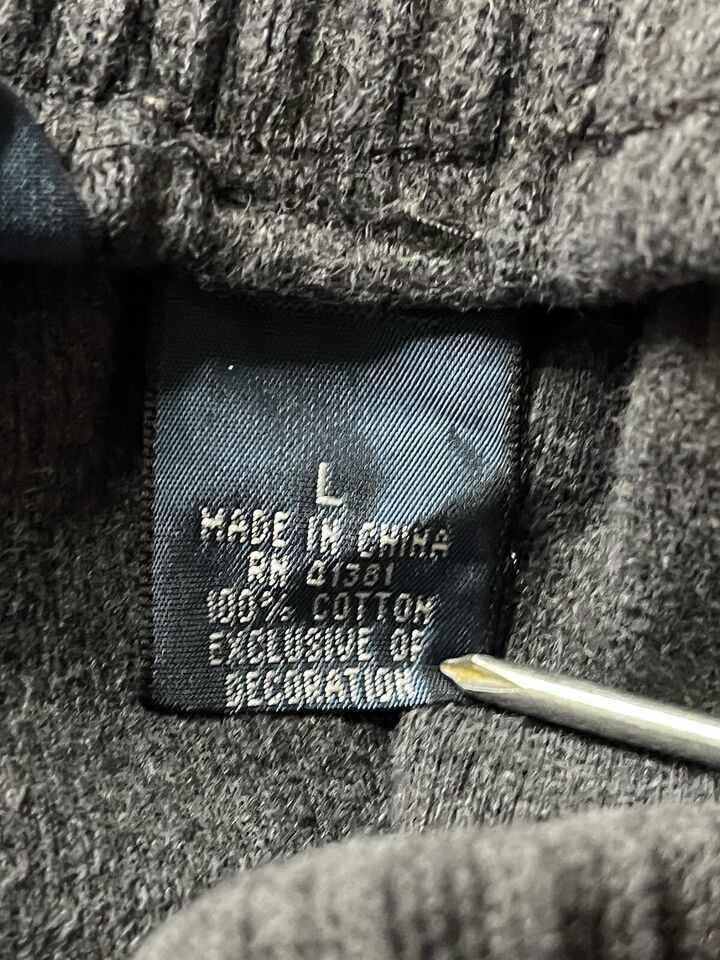 L
MADE IN CHINA
RN 41381
100% COTTON
EXCLUSIVE OF
DECORATION